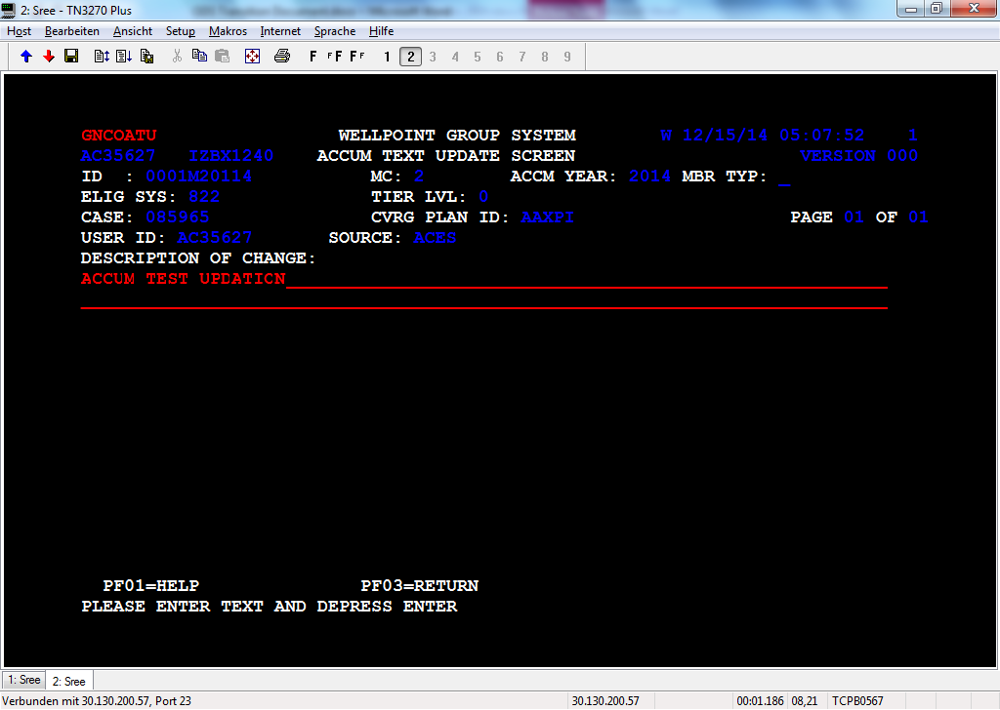 2: Sree - TN3270 Plus
Host Bearbeiten Ansicht Setup Makros Internet Sprache Hilfe
F FF FF 1 2 3 4 5 6 7 8 9
GNCOATU WELLPOINT GROUP SYSTEM W 12/15/14 05:07:52 1
AC35627 IZBX1240 ACCUM TEXT UPDATE SCREEN VERSION 000
ID : 0001M20114 MC: 2 ACCM YEAR: 2014 MBR TYP: _
ELIG SYS: 822 TIER LVL: 0
CASE: 085965 CVRG PLAN ID: AAXPI PAGE 01 OF 01
USER ID: AC35627 SOURCE: ACES
DESCRIPTION OF CHANGE:
ACCUM TEST UPDATION
PF01=HELP PF03=RETURN
PLEASE ENTER TEXT AND DEPRESS ENTER
1: Sree 2: Sree
Verbunden mit 30.130.200.57, Port 23 30.130.200.57 00:01.186 08,21 TCPB0567